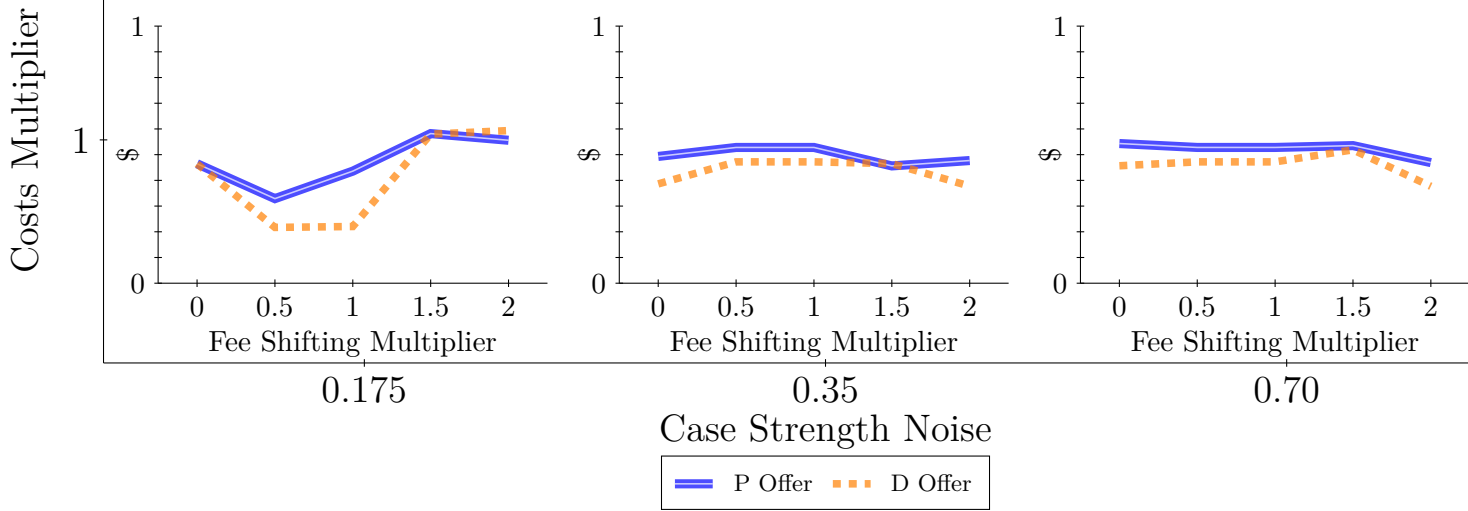 Costs Multiplier
1
$
1
0
0 0.5 1 1.5 2
Fee Shifting Multiplier
$
1
0
0 0.5 1 1.5 2
Fee Shifting Multiplier
$
1
0
0 0.5 1 1.5 2
Fee Shifting Multiplier
0.175 0.35 0.70
Case Strength Noise
P Offer D Offer